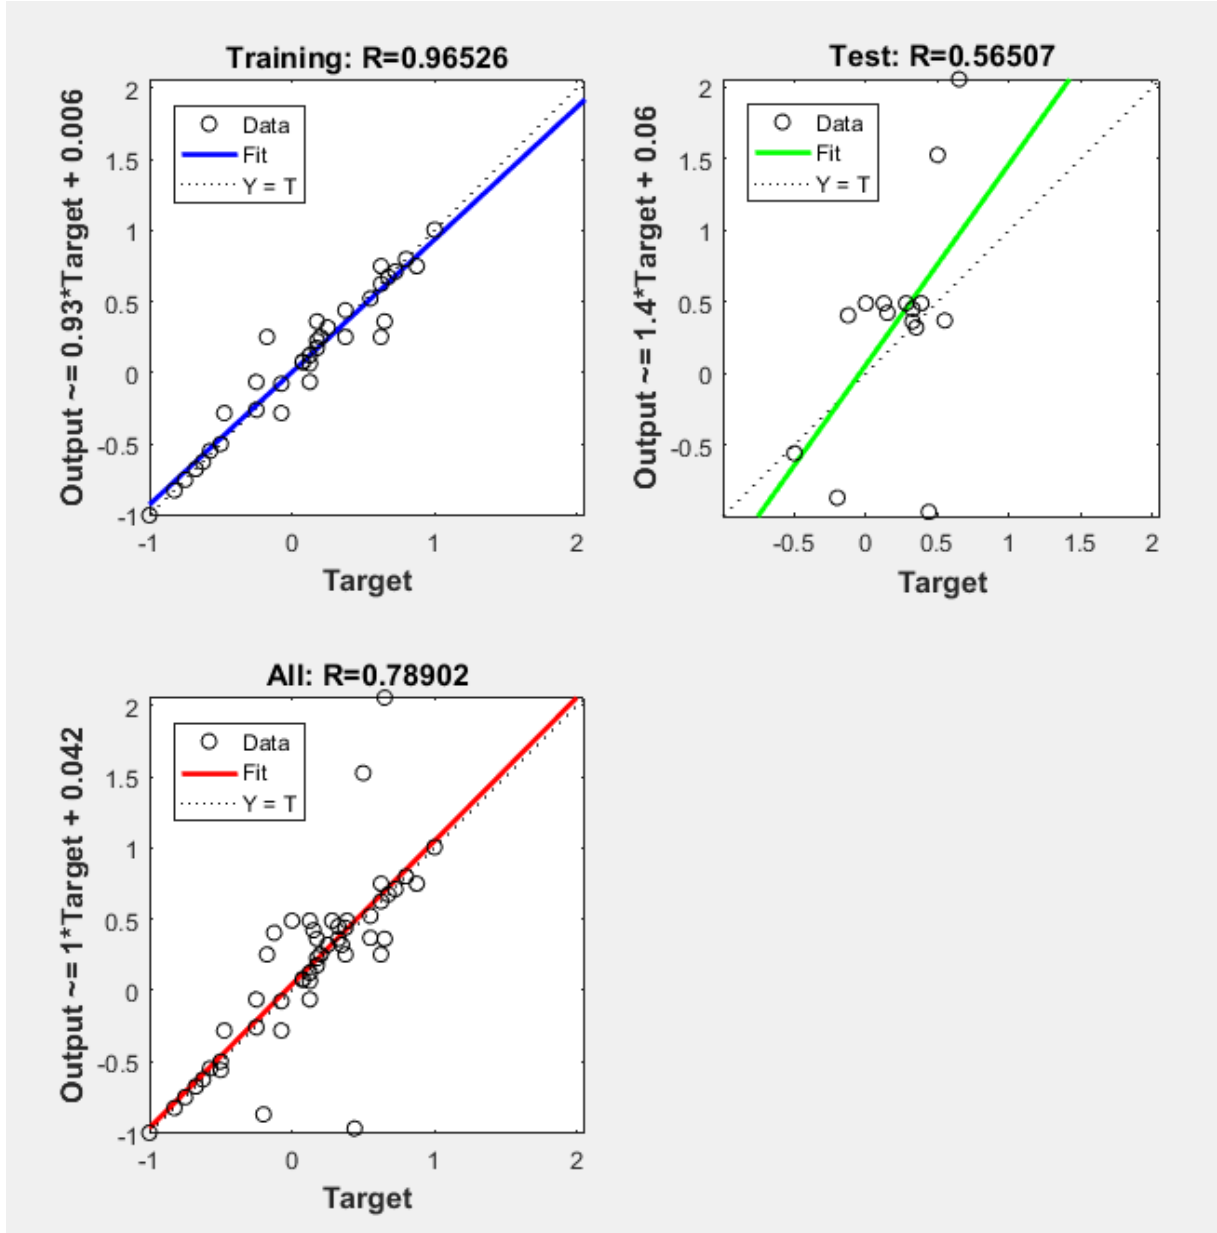 Training: R=0.96526
Output ~= 0.93*Target + 0.006
2
1.5
1
0.5
0
-0.5
-1
Data
Fit
Y = T
-1 0 1 2
Target
Test: R=0.56507
Output ~= 1.4*Target + 0.06
2
1.5
1
0.5
0
-0.5
Data
Fit
Y = T
-0.5 0 0.5 1 1.5 2
Target
All: R=0.78902
Output ~= 1*Target + 0.042
2
1.5
1
0.5
0
-0.5
-1
Data
Fit
Y = T
-1 0 1 2
Target